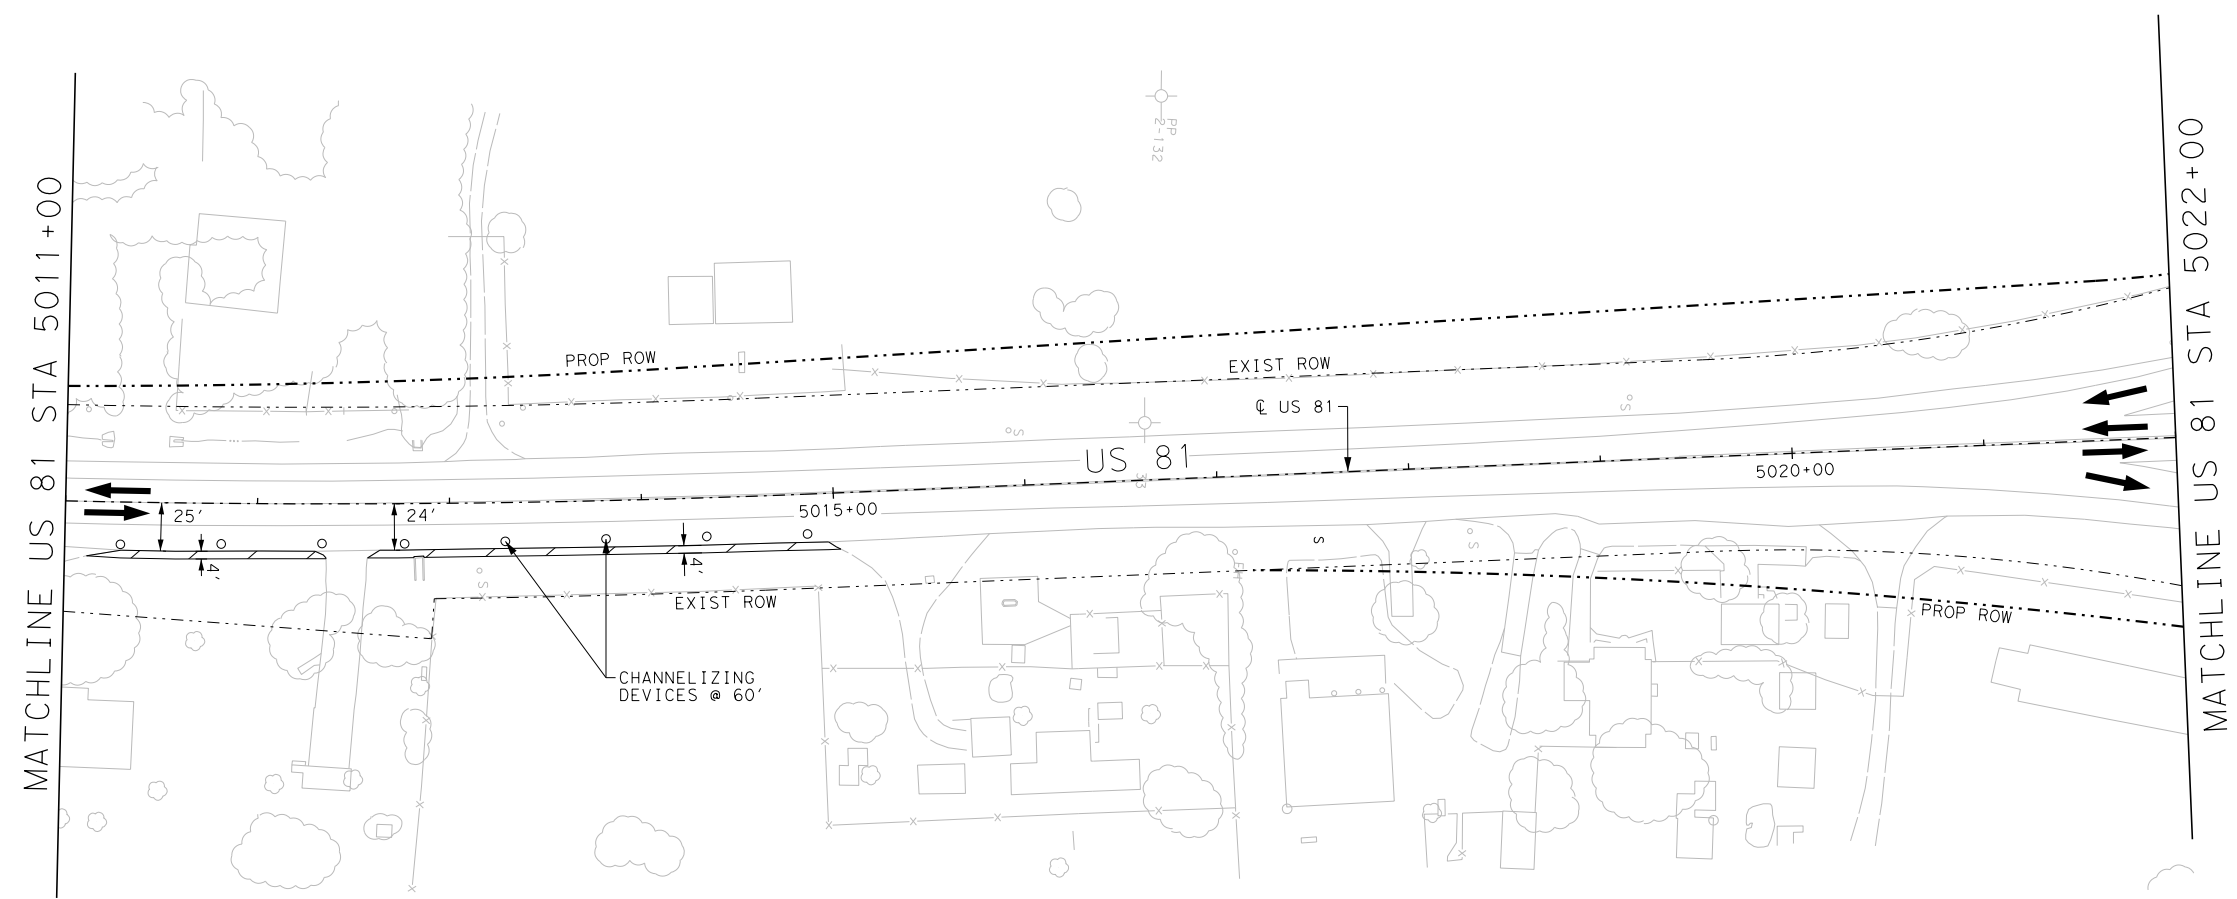 MATCHLINE US 81 STA 5011+00
PP
2-132
PROP ROW
EXIST ROW
℄ US 81
S
S
US 81
33
5020+00
25'
24'
5015+00
4'
4'
S
S
S
EXIST ROW
PROP ROW
CHANNELIZING
DEVICES @ 60'
MATCHLINE US 81 STA 5022+00